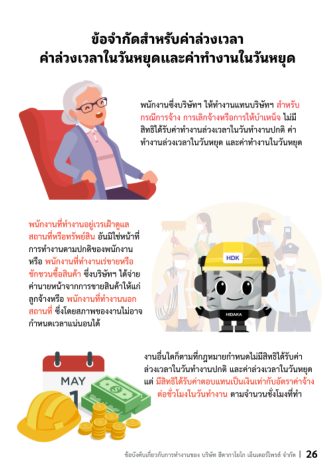 ข้อจำกัดสำหรับค่าล่วงเวลา
ค่าล่วงเวลาในวันหยุดและค่าทำงานในวันหยุด
พนักงานซึ่งบริษัทฯ ให้ทำงานแทนบริษัทฯ สำหรับ
กรณีการจ้าง การเลิกจ้างหรือการให้บำเหน็จ ไม่มี
สิทธิได้รับค่าทำงานล่วงเวลาในวันทำงานปกติ ค่า
ทำงานล่วงเวลาในวันหยุด และค่าทำงานในวันหยุด
พนักงานที่ทำงานอยู่เวรเฝ้าดูแล
สถานที่หรือทรัพย์สิน อันมิใช่หน้าที่
การทำงานตามปกติของพนักงาน
หรือ พนักงานที่ทำงานเร่ขายหรือ
ชักชวนซื้อสินค้า ซึ่งบริษัทฯ ได้จ่าย
ค่านายหน้าจากการขายสินค้าให้แก่
ลูกจ้างหรือ พนักงานที่ทำงานนอก
สถานที่ ซึ่งโดยสภาพของงานไม่อาจ
กำหนดเวลาแน่นอนได้
HDK
HIDAKA
งานอื่นใดก็ตามที่กฎหมายกำหนดไม่มีสิทธิได้รับค่า
ล่วงเวลาในวันทำงานปกติ และค่าล่วงเวลาในวันหยุด
แต่ มีสิทธิได้รับค่าตอบแทนเป็นเงินเท่ากับอัตราค่าจ้าง
ต่อชั่วโมงในวันทำงาน ตามจำนวนชั่วโมงที่ทำ
MAY
1
ข้อบังคับเกี่ยวกับการทำงานของ บริษัท ฮีดากาโยโก เอ็นเตอร์ไพรส์ จำกัด | 26